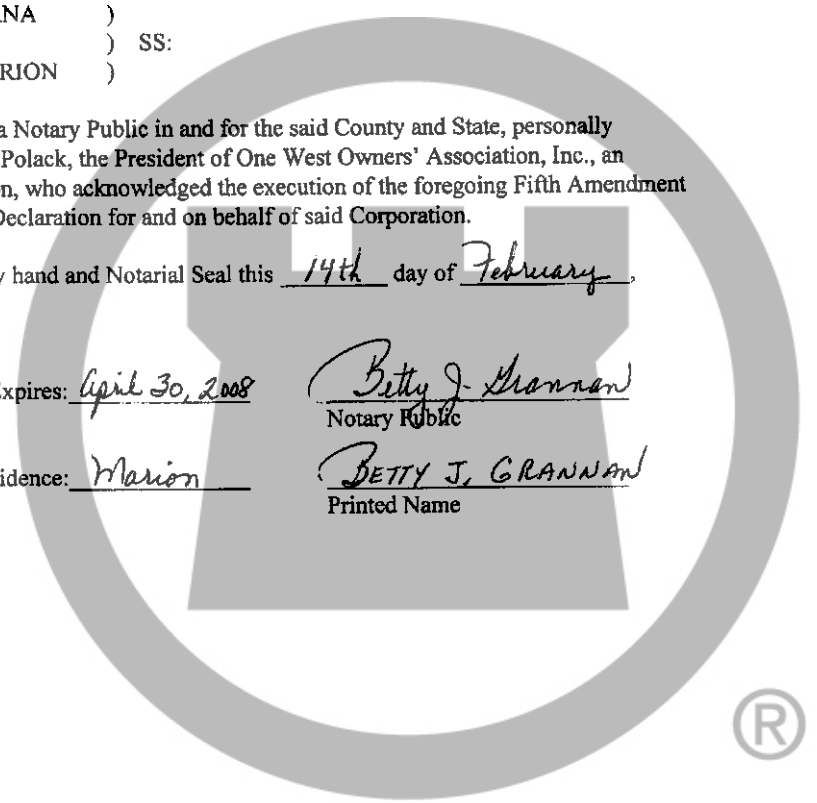 ANA )
) SS:
RION )
a Notary Public in and for the said County and State, personally
Polack, the President of One West Owners' Association, Inc., an
n, who acknowledged the execution of the foregoing Fifth Amendment
Declaration for and on behalf of said Corporation.
y hand and Notarial Seal this 14th day of February,
Expires: April 30, 2008 Betty J. Grannan
Notary Public
idence: Marion BETTY J. GRANNAN
Printed Name
®